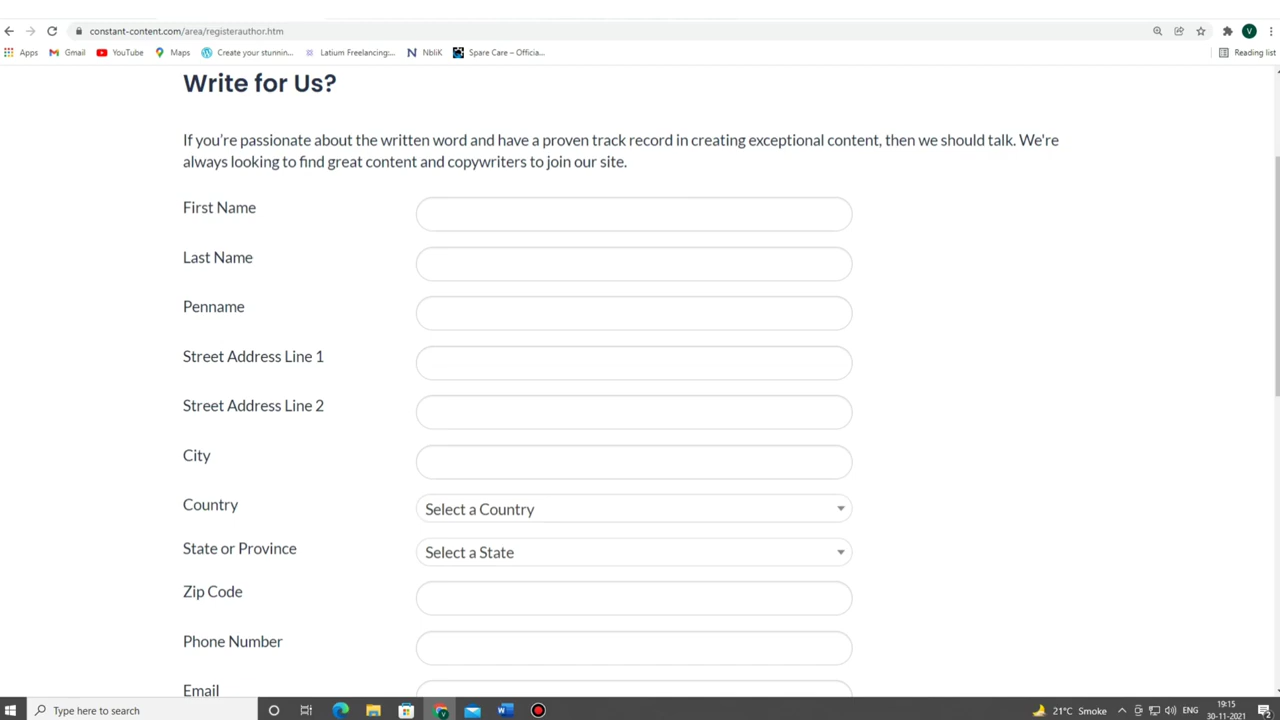 constant-content.com/area/registerauthor.htm
V
Apps Gmail YouTube Maps Create your stunnin... Latium Freelancing:... NbliK Spare Care – Officia... Reading list
Write for Us?
If you're passionate about the written word and have a proven track record in creating exceptional content, then we should talk. We're
always looking to find great content and copywriters to join our site.
First Name
Last Name
Penname
Street Address Line 1
Street Address Line 2
City
Country Select a Country
State or Province Select a State
Zip Code
Phone Number
Email
Type here to search
21°C Smoke ENG 19:15
30-11-2021